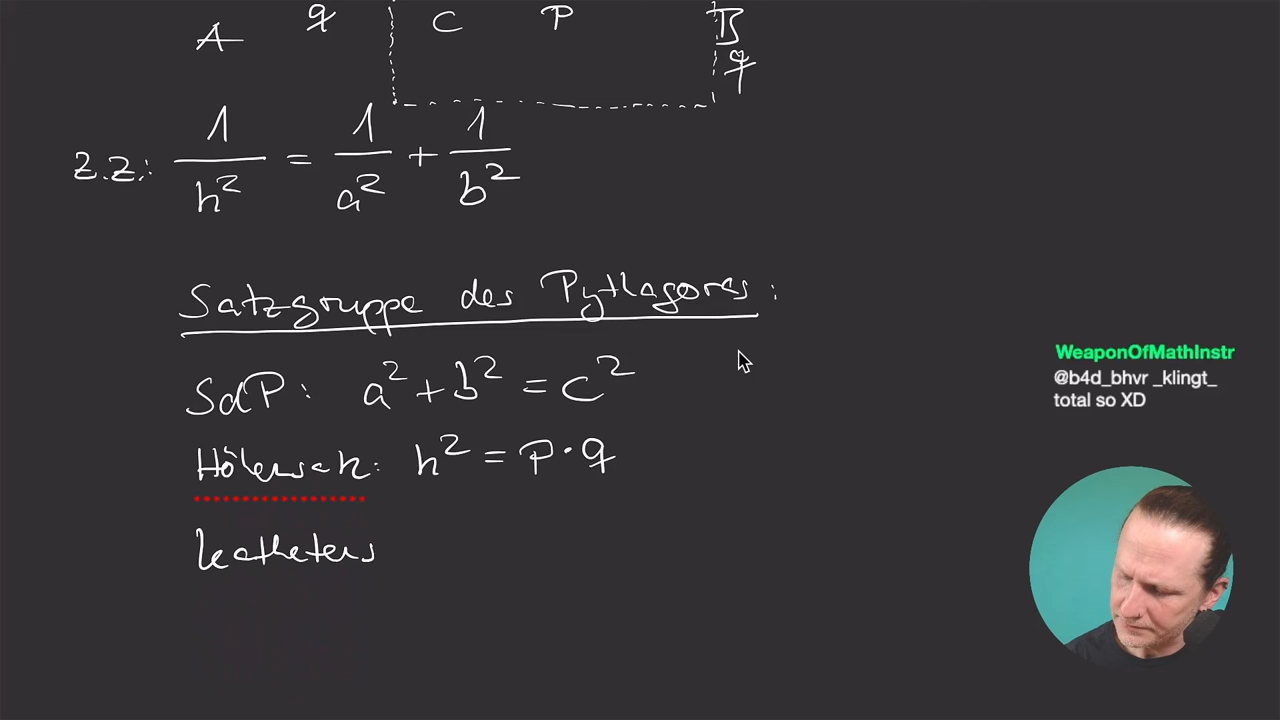 A q C P B
q
z.z.: 1/h² = 1/a² + 1/b²
Satzgruppe des Pythagoras:
SdP: a² + b² = c²
Höhensatz: h² = p · q
Kathetens
WeaponOfMathInstr
@b4d_bhvr _klingt_
total so XD